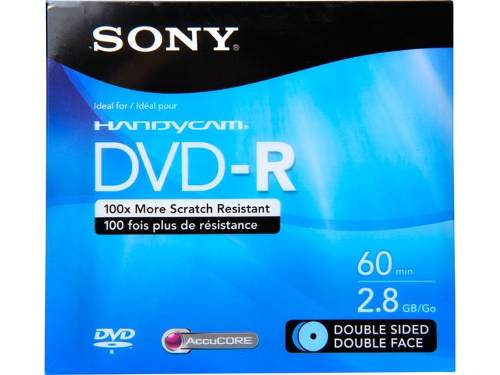 SONY
Ideal for / Idéal pour
HANDYCAM®
DVD-R
100x More Scratch Resistant
100 fois plus de résistance
60 min
2.8 GB/Go
DVD
R
AccuCORE
DOUBLE SIDED
DOUBLE FACE